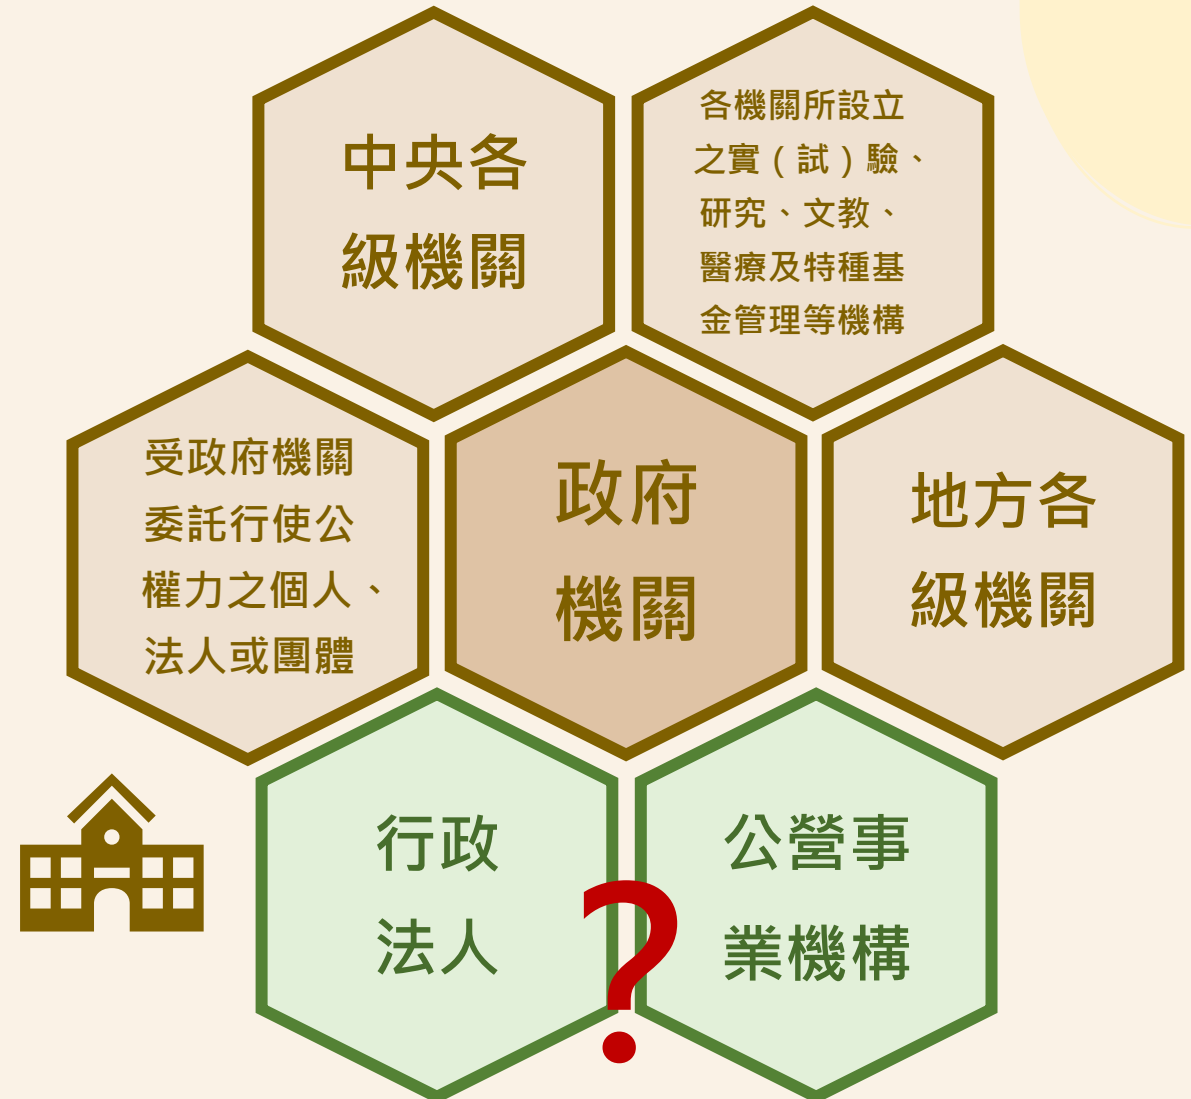 中央各
級機關
各機關所設立
之實（試）驗、
研究、文教、
醫療及特種基
金管理等機構
受政府機關
委託行使公
權力之個人、
法人或團體
政府
機關
地方各
級機關
行政
法人
公營事
業機構
?